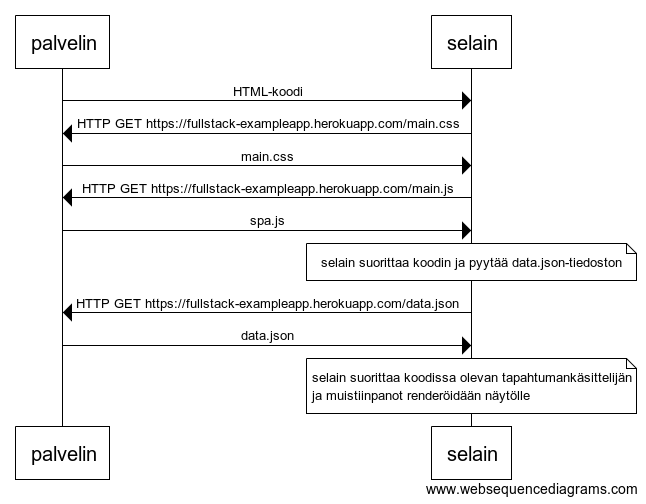 palvelin
selain
HTML-koodi
HTTP GET https://fullstack-exampleapp.herokuapp.com/main.css
main.css
HTTP GET https://fullstack-exampleapp.herokuapp.com/main.js
spa.js
selain suorittaa koodin ja pyytää data.json-tiedoston
HTTP GET https://fullstack-exampleapp.herokuapp.com/data.json
data.json
selain suorittaa koodissa olevan tapahtumankäsittelijän
ja muistiinpanot renderöidään näytölle
palvelin
selain
www.websequencediagrams.com